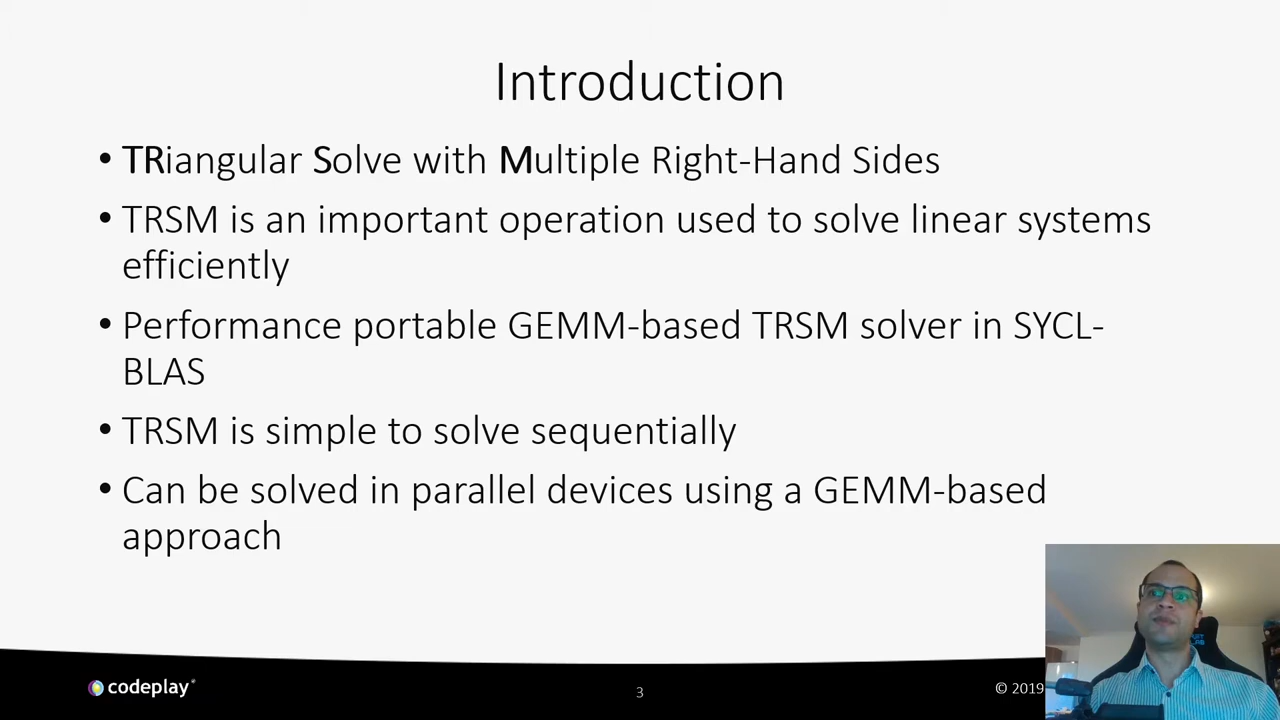 Introduction
• TRiangular Solve with Multiple Right-Hand Sides
• TRSM is an important operation used to solve linear systems
efficiently
• Performance portable GEMM-based TRSM solver in SYCL-
BLAS
• TRSM is simple to solve sequentially
• Can be solved in parallel devices using a GEMM-based
approach
codeplay®
3
© 2019